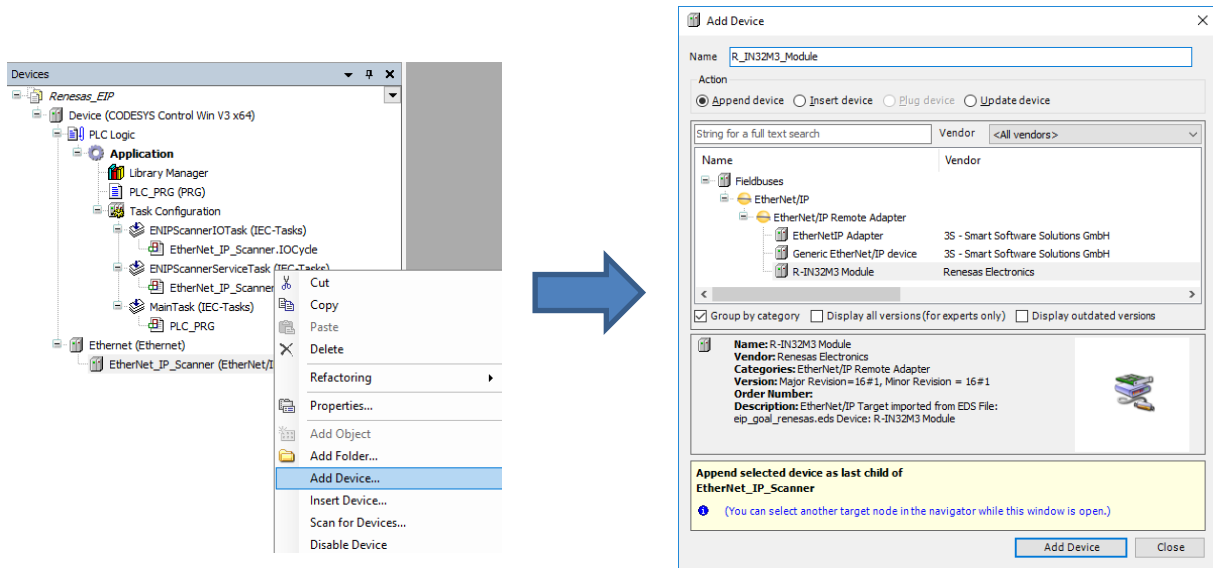 Devices
Renesas_EIP
Device (CODESYS Control Win V3 x64)
PLC Logic
Application
Library Manager
PLC_PRG (PRG)
Task Configuration
ENIPScannerIOTask (IEC-Tasks)
EtherNet_IP_Scanner.IOCycle
ENIPScannerServiceTask (IEC-Tasks)
EtherNet_IP_Scanner
MainTask (IEC-Tasks)
PLC_PRG
Ethernet (Ethernet)
EtherNet_IP_Scanner (EtherNet/I
Cut
Copy
Paste
Delete
Refactoring
Properties...
Add Object
Add Folder...
Add Device...
Insert Device...
Scan for Devices...
Disable Device
Add Device
Name R_IN32M3_Module
Action
Append device Insert device Plug device Update device
String for a full text search Vendor <All vendors>
Name Vendor
Fieldbuses
EtherNet/IP
EtherNet/IP Remote Adapter
EtherNetIP Adapter 3S - Smart Software Solutions GmbH
Generic EtherNet/IP device 3S - Smart Software Solutions GmbH
R-IN32M3 Module Renesas Electronics
Group by category Display all versions (for experts only) Display outdated versions
Name: R-IN32M3 Module
Vendor: Renesas Electronics
Categories: EtherNet/IP Remote Adapter
Version: Major Revision=16#1, Minor Revision = 16#1
Order Number:
Description: EtherNet/IP Target imported from EDS File:
eip_goal_renesas.eds Device: R-IN32M3 Module
Append selected device as last child of
EtherNet_IP_Scanner
(You can select another target node in the navigator while this window is open.)
Add Device Close